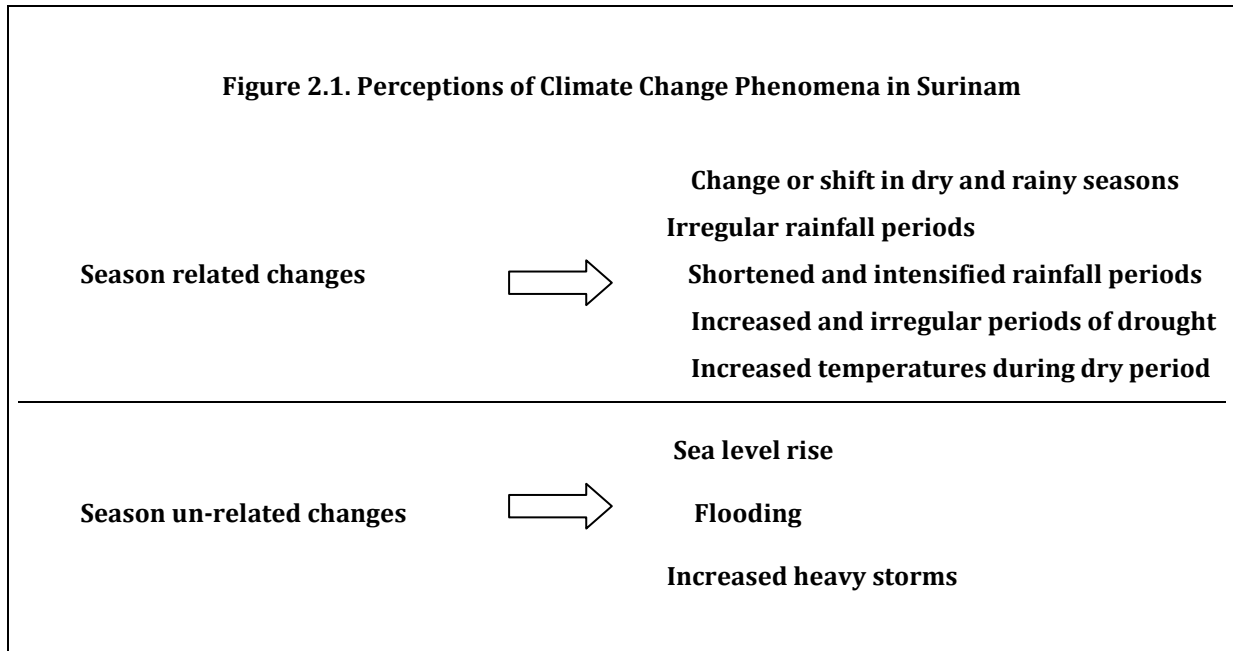 Figure 2.1. Perceptions of Climate Change Phenomena in Surinam
Season related changes
Change or shift in dry and rainy seasons
Irregular rainfall periods
Shortened and intensified rainfall periods
Increased and irregular periods of drought
Increased temperatures during dry period
Season un-related changes
Sea level rise
Flooding
Increased heavy storms